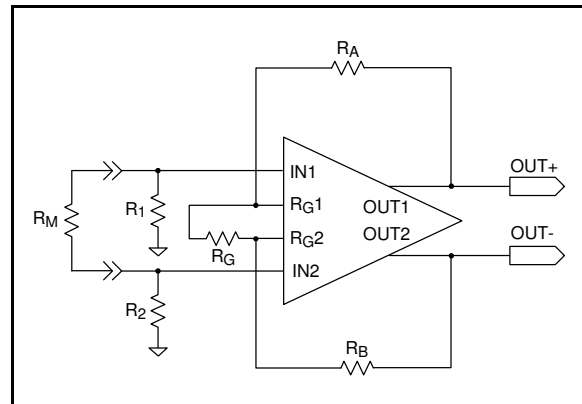 RA
IN1
OUT+
RM
R1
RG1
OUT1
RG2
OUT2
RG
OUT-
IN2
R2
RB